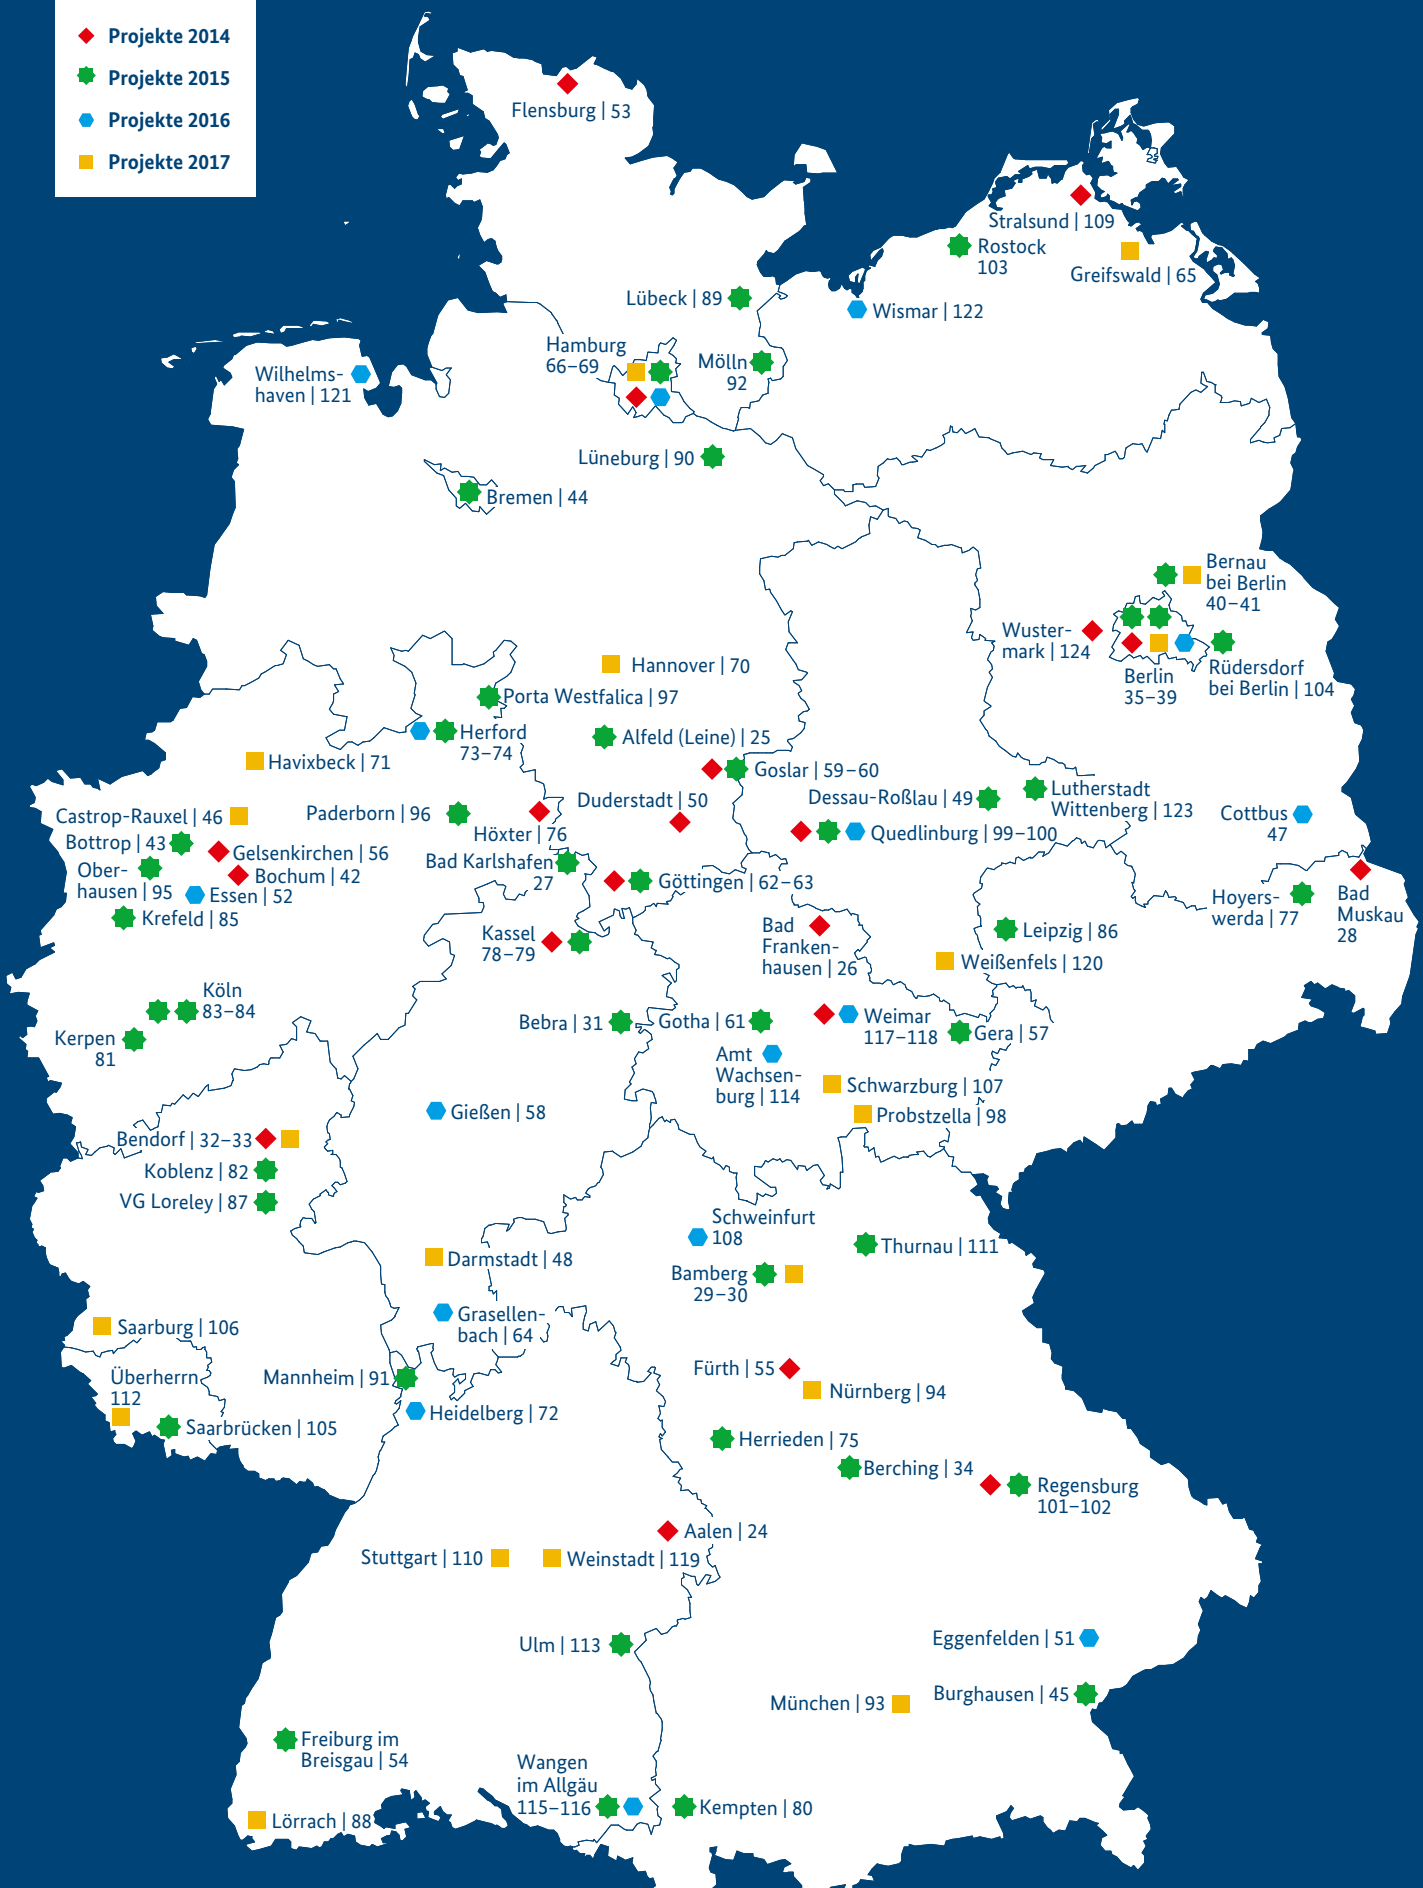 Projekte 2014
Projekte 2015
Projekte 2016
Projekte 2017
Flensburg | 53
Stralsund | 109
Rostock
103
Greifswald | 65
Lübeck | 89
Wismar | 122
Hamburg
66–69
Mölln
92
Wilhelms-
haven | 121
Lüneburg | 90
Bremen | 44
Bernau
bei Berlin
40–41
Wuster-
mark | 124
Berlin
35–39
Rüdersdorf
bei Berlin | 104
Hannover | 70
Porta Westfalica | 97
Herford
73–74
Alfeld (Leine) | 25
Havixbeck | 71
Goslar | 59–60
Duderstadt | 50
Dessau-Roßlau | 49
Lutherstadt
Wittenberg | 123
Castrop-Rauxel | 46
Paderborn | 96
Höxter | 76
Quedlinburg | 99–100
Cottbus
47
Bottrop | 43
Gelsenkirchen | 56
Ober-
hausen | 95
Bochum | 42
Essen | 52
Krefeld | 85
Bad Karlshafen
27
Göttingen | 62–63
Hoyers-
werda | 77
Bad
Muskau
28
Kassel
78–79
Bad
Franken-
hausen | 26
Leipzig | 86
Weißenfels | 120
Köln
83–84
Kerpen
81
Bebra | 31
Gotha | 61
Weimar
117–118
Gera | 57
Amt
Wachsen-
burg | 114
Schwarzburg | 107
Probstzella | 98
Gießen | 58
Bendorf | 32–33
Koblenz | 82
VG Loreley | 87
Schweinfurt
108
Thurnau | 111
Darmstadt | 48
Bamberg
29–30
Grasellen-
bach | 64
Saarburg | 106
Überherrn
112
Mannheim | 91
Fürth | 55
Nürnberg | 94
Saarbrücken | 105
Heidelberg | 72
Herrieden | 75
Berching | 34
Regensburg
101–102
Aalen | 24
Stuttgart | 110
Weinstadt | 119
Ulm | 113
Eggenfelden | 51
Burghausen | 45
München | 93
Freiburg im
Breisgau | 54
Wangen
im Allgäu
115–116
Kempten | 80
Lörrach | 88